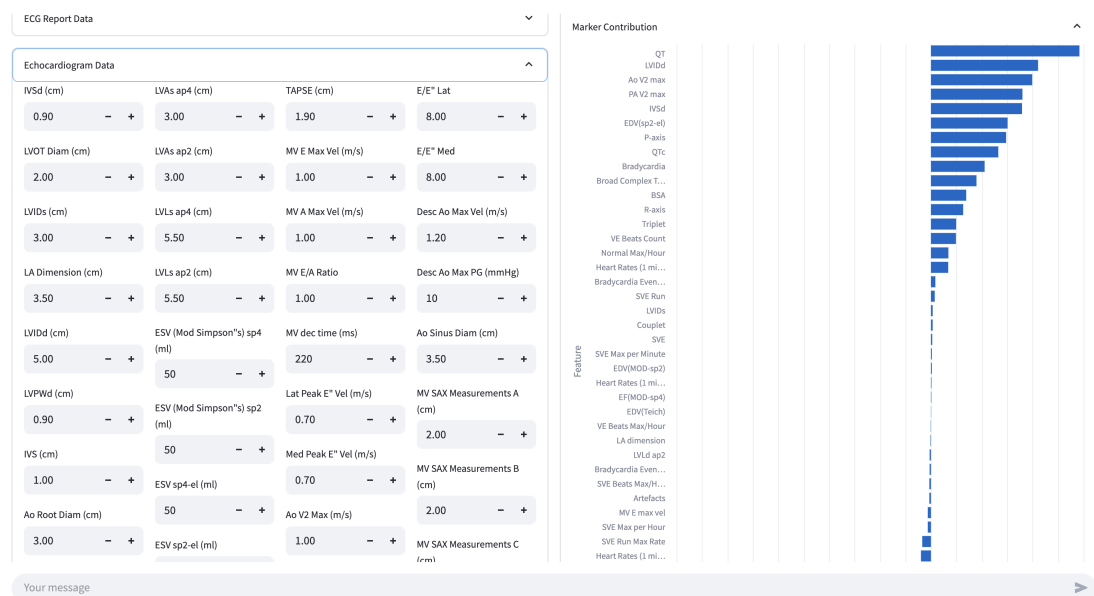 ECG Report Data
Echocardiogram Data
IVSd (cm)
0.90 - +
LVOT Diam (cm)
2.00 - +
LVIDs (cm)
3.00 - +
LA Dimension (cm)
3.50 - +
LVIDd (cm)
5.00 - +
LVPWd (cm)
0.90 - +
IVS (cm)
1.00 - +
Ao Root Diam (cm)
3.00 - +
LVAs ap4 (cm)
3.00 - +
LVAs ap2 (cm)
3.00 - +
LVLs ap4 (cm)
5.50 - +
LVLs ap2 (cm)
5.50 - +
ESV (Mod Simpson"s) sp4
(ml)
50 - +
ESV (Mod Simpson"s) sp2
(ml)
50 - +
ESV sp4-el (ml)
50 - +
ESV sp2-el (ml)
TAPSE (cm)
1.90 - +
MV E Max Vel (m/s)
1.00 - +
MV A Max Vel (m/s)
1.00 - +
MV E/A Ratio
1.00 - +
MV dec time (ms)
220 - +
Lat Peak E" Vel (m/s)
0.70 - +
Med Peak E" Vel (m/s)
0.70 - +
Ao V2 Max (m/s)
1.00 - +
E/E" Lat
8.00 - +
E/E" Med
8.00 - +
Desc Ao Max Vel (m/s)
1.20 - +
Desc Ao Max PG (mmHg)
10 - +
Ao Sinus Diam (cm)
3.50 - +
MV SAX Measurements A
(cm)
2.00 - +
MV SAX Measurements B
(cm)
2.00 - +
MV SAX Measurements C
(cm)
Your message
Marker Contribution
Feature
QT
LVIDd
Ao V2 max
PA V2 max
IVSd
EDV(sp2-el)
P-axis
QTc
Bradycardia
Broad Complex T...
BSA
R-axis
Triplet
VE Beats Count
Normal Max/Hour
Heart Rates (1 mi...
Bradycardia Even...
SVE Run
LVIDs
Couplet
SVE
SVE Max per Minute
EDV(MOD-sp2)
Heart Rates (1 mi...
EF(MOD-sp4)
EDV(Teich)
VE Beats Max/Hour
LA dimension
LVLd ap2
Bradycardia Even...
SVE Beats Max/H...
Artefacts
MV E max vel
SVE Max per Hour
SVE Run Max Rate
Heart Rates (1 mi...